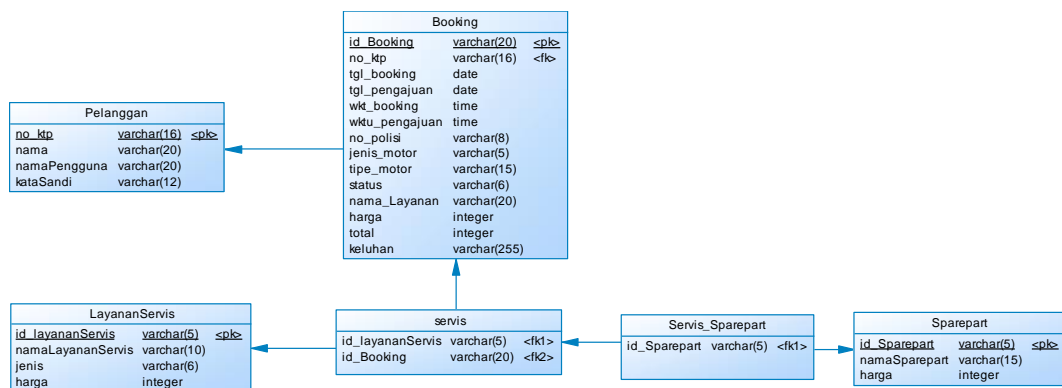 Booking
id_Booking varchar(20) <pk>
no_ktp varchar(16) <fk>
tgl_booking date
tgl_pengajuan date
wkt_booking time
wktu_pengajuan time
no_polisi varchar(8)
jenis_motor varchar(5)
tipe_motor varchar(15)
status varchar(6)
nama_Layanan varchar(20)
harga integer
total integer
keluhan varchar(255)
Pelanggan
no_ktp varchar(16) <pk>
nama varchar(20)
namaPengguna varchar(20)
kataSandi varchar(12)
LayananServis
id_layananServis varchar(5) <pk>
namaLayananServis varchar(10)
jenis varchar(6)
harga integer
servis
id_layananServis varchar(5) <fk1>
id_Booking varchar(20) <fk2>
Servis_Sparepart
id_Sparepart varchar(5) <fk1>
Sparepart
id_Sparepart varchar(5) <pk>
namaSparepart varchar(15)
harga integer